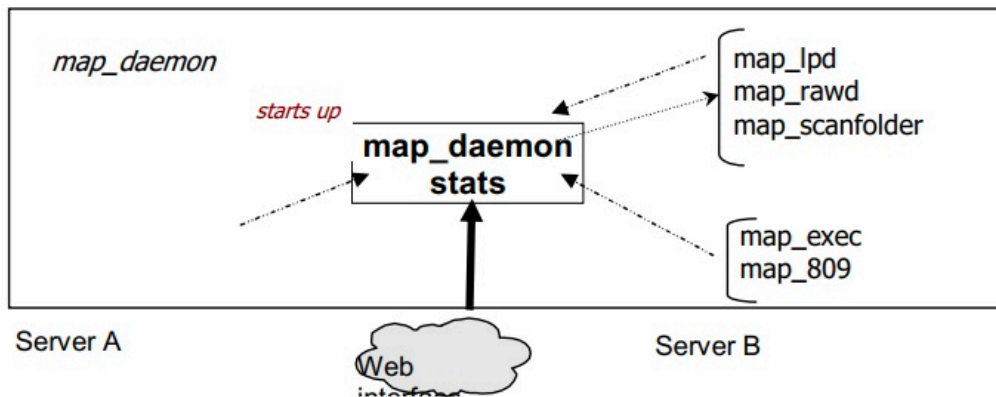 map_daemon
starts up
map_daemon
stats
map_lpd
map_rawd
map_scanfolder
map_exec
map_809
Server A
Web
Server B